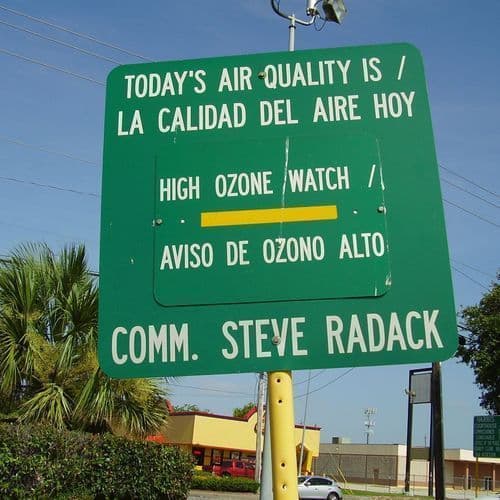 TODAY'S AIR QUALITY IS /
LA CALIDAD DEL AIRE HOY
HIGH OZONE WATCH /
AVISO DE OZONO ALTO
COMM. STEVE RADACK